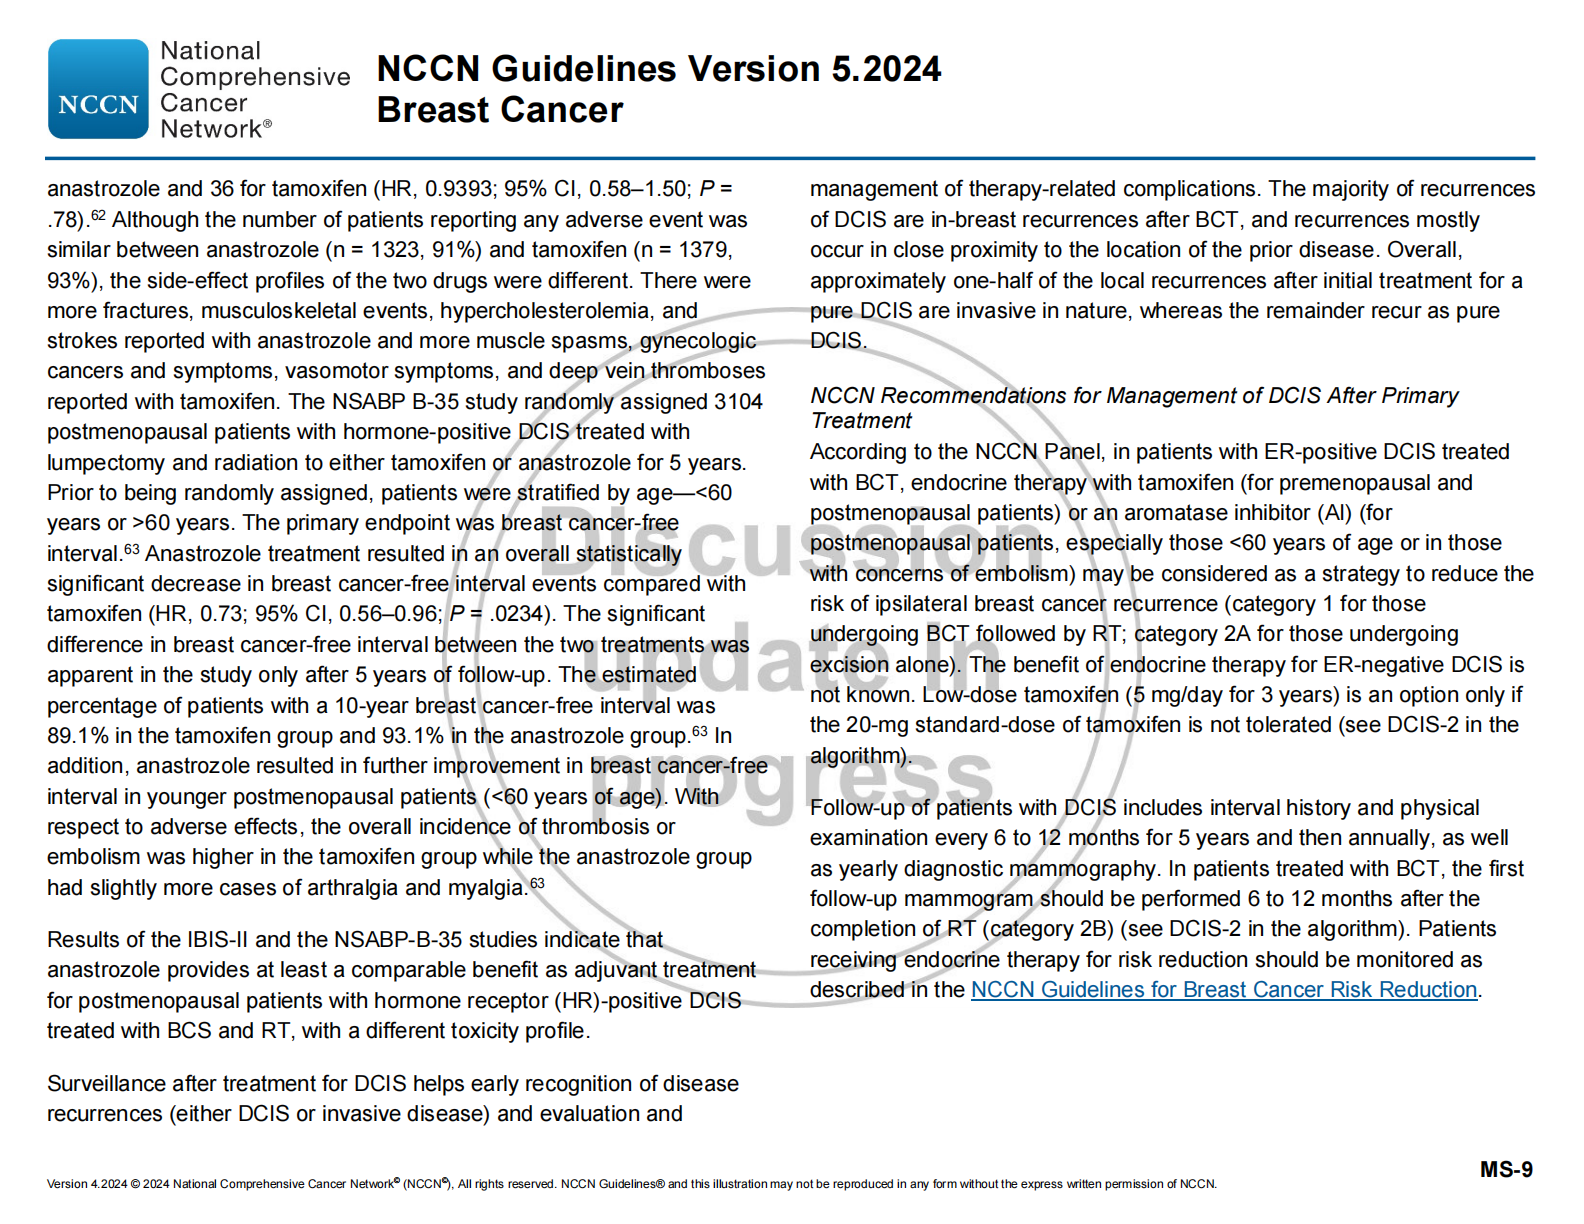 NCCN
National
Comprehensive
Cancer
Network®
NCCN Guidelines Version 5.2024
Breast Cancer
anastrozole and 36 for tamoxifen (HR, 0.9393; 95% CI, 0.58–1.50; P =
.78).62 Although the number of patients reporting any adverse event was
similar between anastrozole (n = 1323, 91%) and tamoxifen (n = 1379,
93%), the side-effect profiles of the two drugs were different. There were
more fractures, musculoskeletal events, hypercholesterolemia, and
strokes reported with anastrozole and more muscle spasms, gynecologic
cancers and symptoms, vasomotor symptoms, and deep vein thromboses
reported with tamoxifen. The NSABP B-35 study randomly assigned 3104
postmenopausal patients with hormone-positive DCIS treated with
lumpectomy and radiation to either tamoxifen or anastrozole for 5 years.
Prior to being randomly assigned, patients were stratified by age—<60
years or >60 years. The primary endpoint was breast cancer-free
interval.63 Anastrozole treatment resulted in an overall statistically
significant decrease in breast cancer-free interval events compared with
tamoxifen (HR, 0.73; 95% CI, 0.56–0.96; P = .0234). The significant
difference in breast cancer-free interval between the two treatments was
apparent in the study only after 5 years of follow-up. The estimated
percentage of patients with a 10-year breast cancer-free interval was
89.1% in the tamoxifen group and 93.1% in the anastrozole group.63 In
addition, anastrozole resulted in further improvement in breast cancer-free
interval in younger postmenopausal patients (<60 years of age). With
respect to adverse effects, the overall incidence of thrombosis or
embolism was higher in the tamoxifen group while the anastrozole group
had slightly more cases of arthralgia and myalgia.63
Results of the IBIS-II and the NSABP-B-35 studies indicate that
anastrozole provides at least a comparable benefit as adjuvant treatment
for postmenopausal patients with hormone receptor (HR)-positive DCIS
treated with BCS and RT, with a different toxicity profile.
Surveillance after treatment for DCIS helps early recognition of disease
recurrences (either DCIS or invasive disease) and evaluation and
management of therapy-related complications. The majority of recurrences
of DCIS are in-breast recurrences after BCT, and recurrences mostly
occur in close proximity to the location of the prior disease. Overall,
approximately one-half of the local recurrences after initial treatment for a
pure DCIS are invasive in nature, whereas the remainder recur as pure
DCIS.
NCCN Recommendations for Management of DCIS After Primary
Treatment
According to the NCCN Panel, in patients with ER-positive DCIS treated
with BCT, endocrine therapy with tamoxifen (for premenopausal and
postmenopausal patients) or an aromatase inhibitor (AI) (for
postmenopausal patients, especially those <60 years of age or in those
with concerns of embolism) may be considered as a strategy to reduce the
risk of ipsilateral breast cancer recurrence (category 1 for those
undergoing BCT followed by RT; category 2A for those undergoing
excision alone). The benefit of endocrine therapy for ER-negative DCIS is
not known. Low-dose tamoxifen (5 mg/day for 3 years) is an option only if
the 20-mg standard-dose of tamoxifen is not tolerated (see DCIS-2 in the
algorithm).
Follow-up of patients with DCIS includes interval history and physical
examination every 6 to 12 months for 5 years and then annually, as well
as yearly diagnostic mammography. In patients treated with BCT, the first
follow-up mammogram should be performed 6 to 12 months after the
completion of RT (category 2B) (see DCIS-2 in the algorithm). Patients
receiving endocrine therapy for risk reduction should be monitored as
described in the NCCN Guidelines for Breast Cancer Risk Reduction.
Discussion
update in
progress
MS-9
Version 4.2024 © 2024 National Comprehensive Cancer Network© (NCCN©), All rights reserved. NCCN Guidelines® and this illustration may not be reproduced in any form without the express written permission of NCCN.